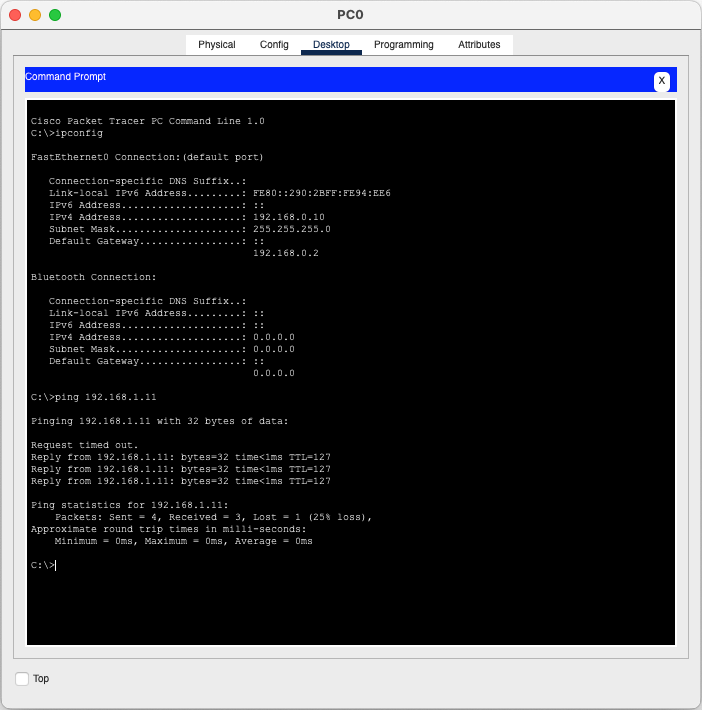 PC0
Physical Config Desktop Programming Attributes
Command Prompt
X
Cisco Packet Tracer PC Command Line 1.0
C:\>ipconfig
FastEthernet0 Connection:(default port)
Connection-specific DNS Suffix..:
Link-local IPv6 Address.........: FE80::290:2BFF:FE94:EE6
IPv6 Address....................: ::
IPv4 Address....................: 192.168.0.10
Subnet Mask.....................: 255.255.255.0
Default Gateway.................: ::
192.168.0.2
Bluetooth Connection:
Connection-specific DNS Suffix..:
Link-local IPv6 Address.........: ::
IPv6 Address....................: ::
IPv4 Address....................: 0.0.0.0
Subnet Mask.....................: 0.0.0.0
Default Gateway.................: ::
0.0.0.0
C:\>ping 192.168.1.11
Pinging 192.168.1.11 with 32 bytes of data:
Request timed out.
Reply from 192.168.1.11: bytes=32 time<1ms TTL=127
Reply from 192.168.1.11: bytes=32 time<1ms TTL=127
Reply from 192.168.1.11: bytes=32 time<1ms TTL=127
Ping statistics for 192.168.1.11:
Packets: Sent = 4, Received = 3, Lost = 1 (25% loss),
Approximate round trip times in milli-seconds:
Minimum = 0ms, Maximum = 0ms, Average = 0ms
C:\>
Top